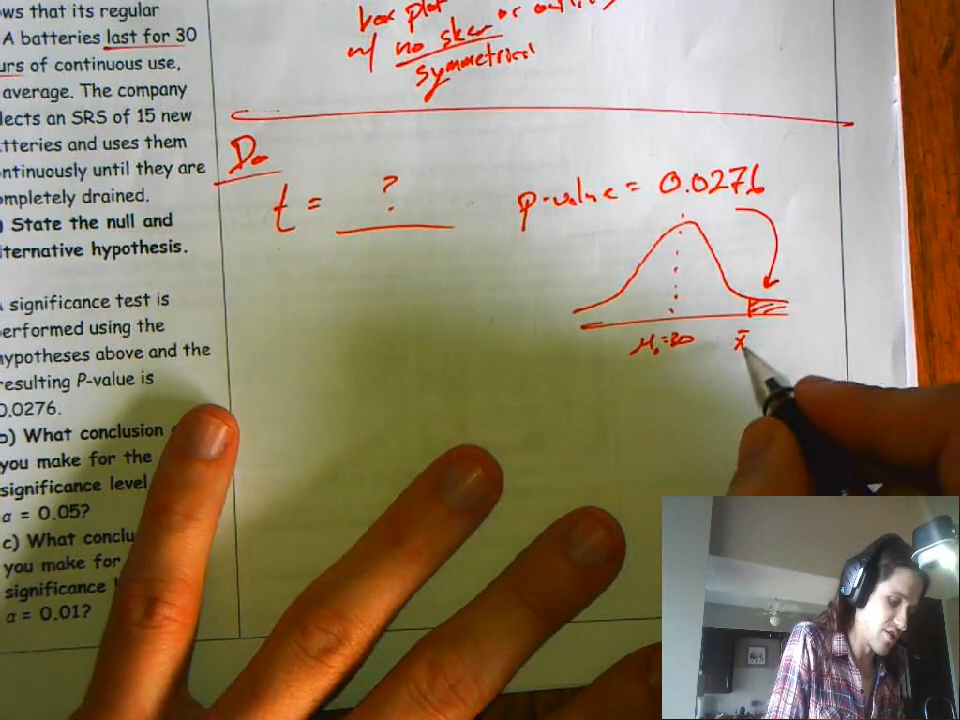 ows that its regular
A batteries last for 30
urs of continuous use,
average. The company
lects an SRS of 15 new
tteries and uses them
ntinuously until they are
ompletely drained.
) State the null and
lternative hypothesis.
significance test is
erformed using the
hypotheses above and the
resulting P-value is
0.0276.
b) What conclusion
you make for the
significance level
α = 0.05?
c) What conclu
you make for
significance
α = 0.01?
box plot
w/ no skew or
symmetrical
Do
t = ?
p-value = 0.0276
μ₀=30
x̄